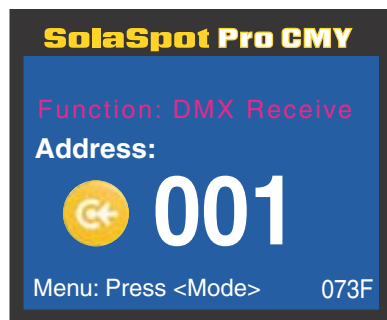 SolaSpot Pro CMY
Function: DMX Receive
Address:
001
Menu: Press <Mode> 073F